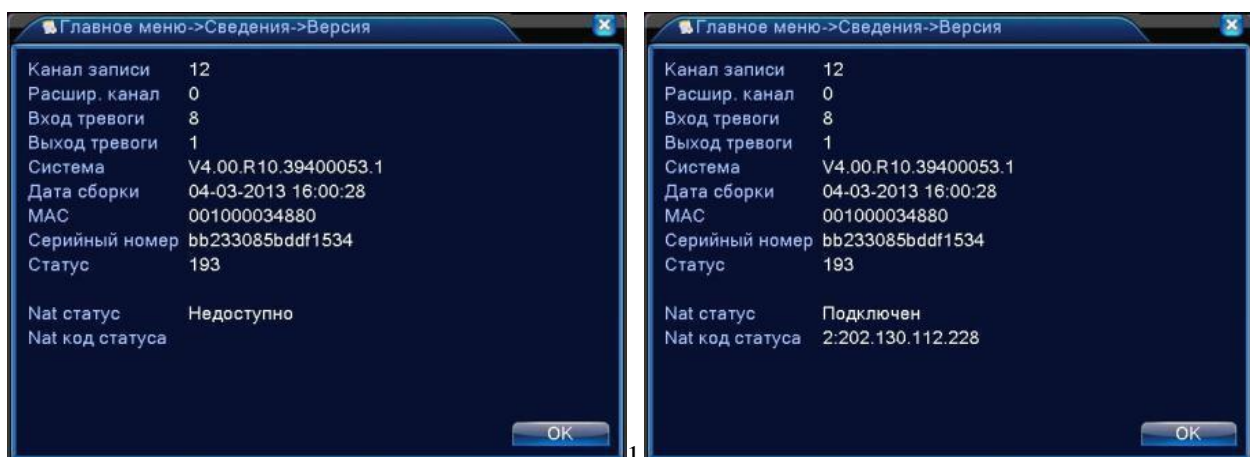 Главное меню->Сведения->Версия
Канал записи 12
Расшир. канал 0
Вход тревоги 8
Выход тревоги 1
Система V4.00.R10.39400053.1
Дата сборки 04-03-2013 16:00:28
MAC 001000034880
Серийный номер bb233085bddf1534
Статус 193
Nat статус Недоступно
Nat код статуса
OK
1
Главное меню->Сведения->Версия
Канал записи 12
Расшир. канал 0
Вход тревоги 8
Выход тревоги 1
Система V4.00.R10.39400053.1
Дата сборки 04-03-2013 16:00:28
MAC 001000034880
Серийный номер bb233085bddf1534
Статус 193
Nat статус Подключен
Nat код статуса 2:202.130.112.228
OK